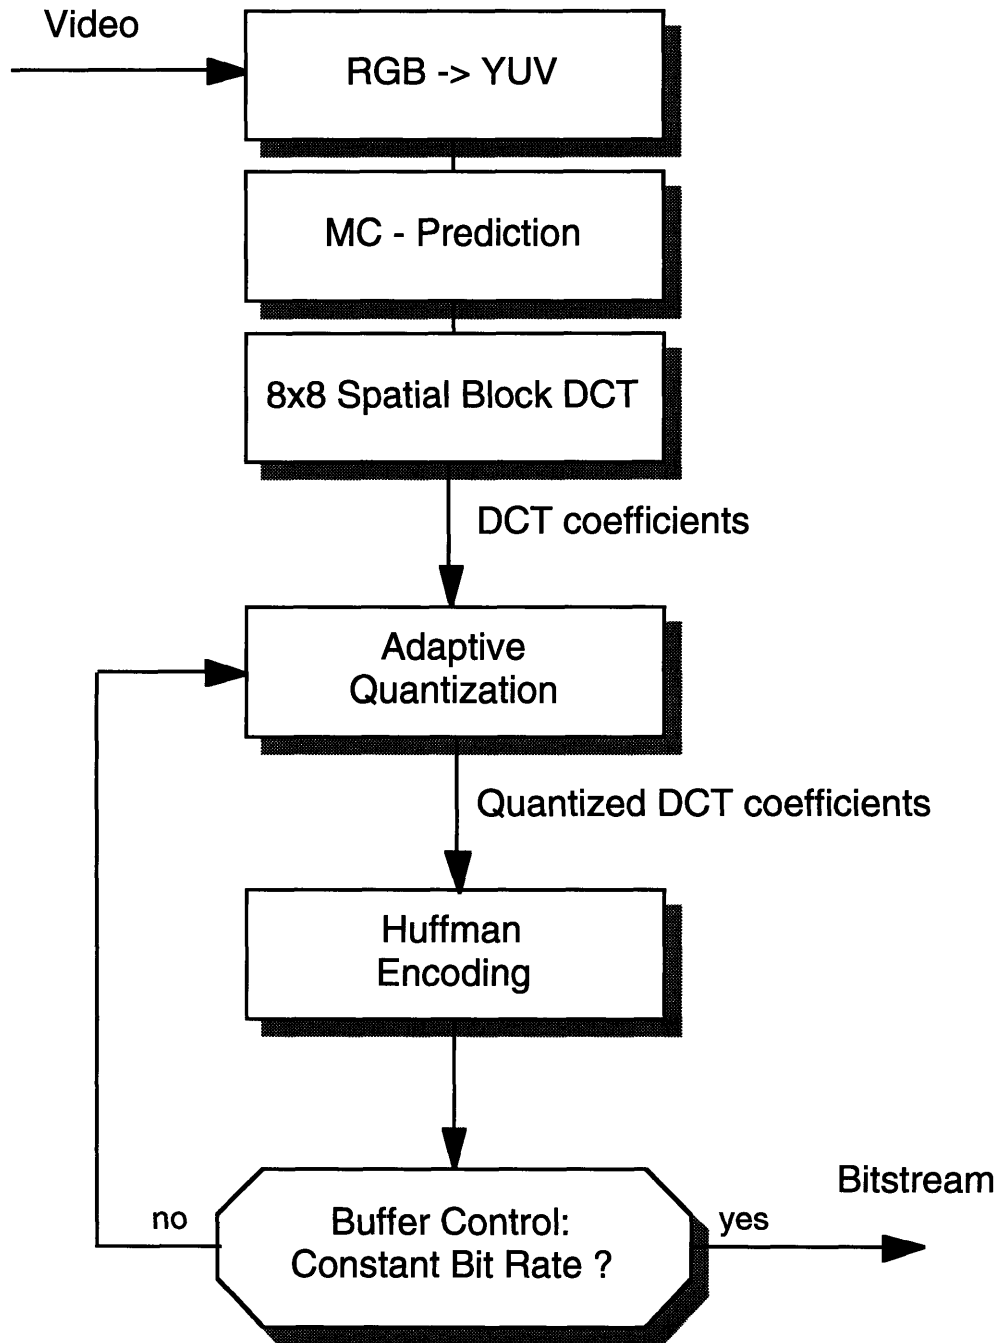 Video
RGB -> YUV
MC - Prediction
8x8 Spatial Block DCT
DCT coefficients
Adaptive
Quantization
Quantized DCT coefficients
Huffman
Encoding
Bitstream
no
Buffer Control:
Constant Bit Rate ?
yes